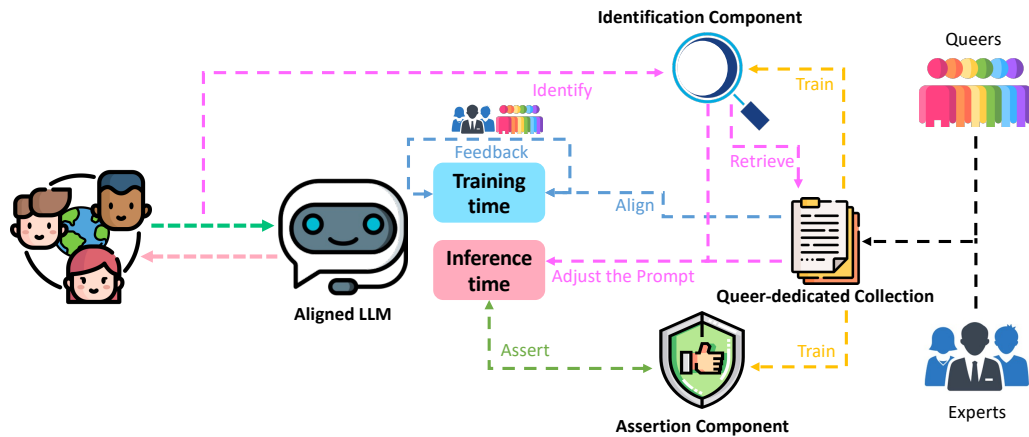 Identification Component
Queers
Identify
Train
Feedback
Retrieve
Training
time
Align
Inference
time
Adjust the Prompt
Queer-dedicated Collection
Aligned LLM
Assert
Train
Experts
Assertion Component